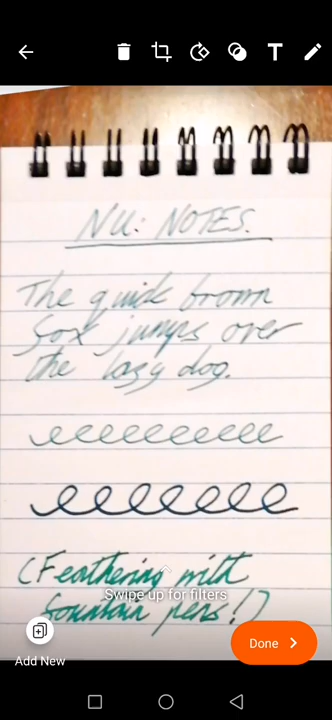 T
NU: NOTES.
The quick brown
fox jumps over
the lazy dog.
(Feathering with
Swipe up for filters
fountain pens!)
Done
Add New